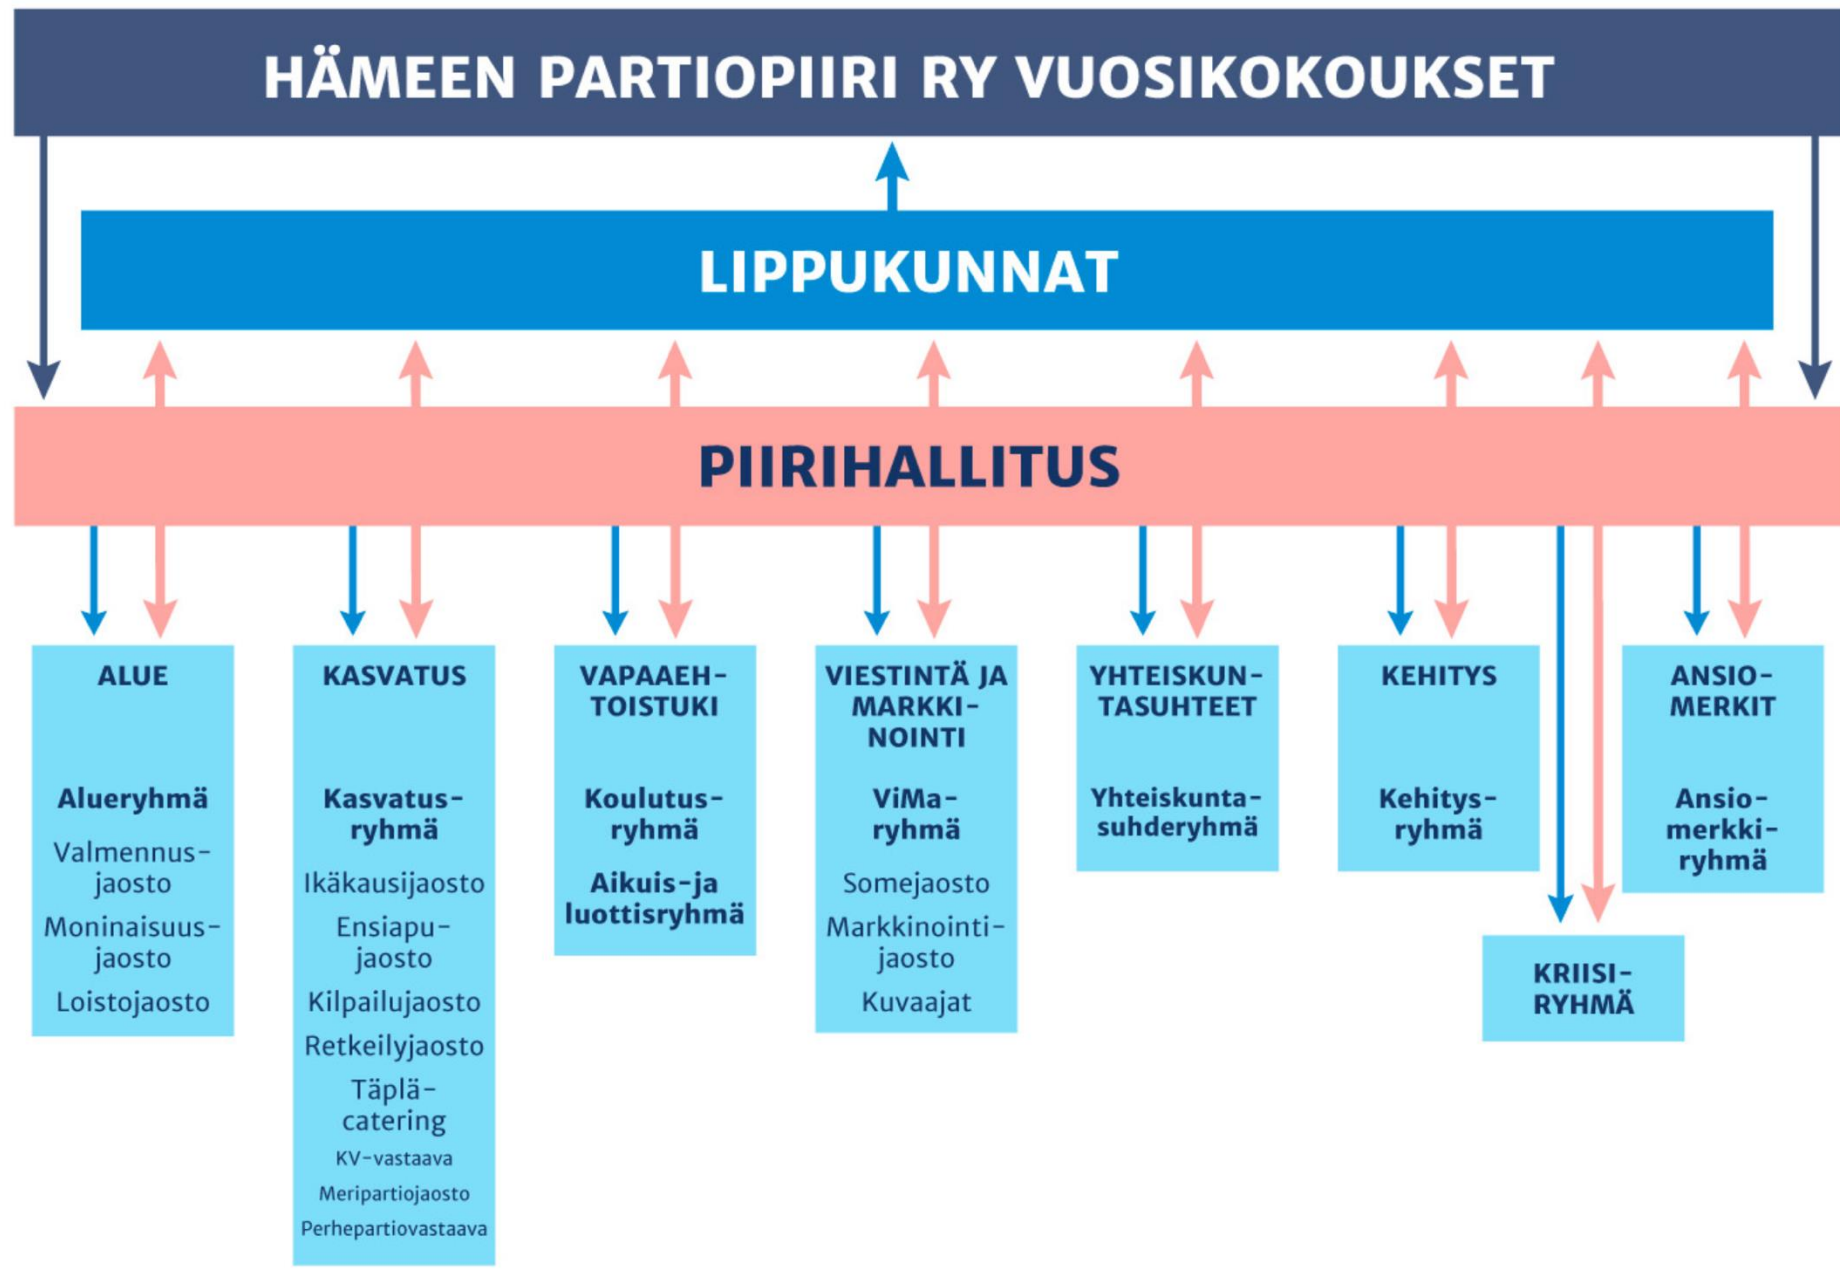 HÄMEEN PARTIOPIIRI RY VUOSIKOKOUKSET
LIPPUKUNNAT
PIIRIHALLITUS
ALUE
Alueryhmä
Valmennus-
jaosto
Moninaisuus-
jaosto
Loistojaosto
KASVATUS
Kasvatus-
ryhmä
Ikäkausijaosto
Ensiapu-
jaosto
Kilpailujaosto
Retkeilyjaosto
Täplä-
catering
KV-vastaava
Meripartiojaosto
Perhepartiovastaava
VAPAAEH-
TOISTUKI
Koulutus-
ryhmä
Aikuis-ja
luottisryhmä
VIESTINTÄ JA
MARKKI-
NOINTI
ViMa-
ryhmä
Somejaosto
Markkinointi-
jaosto
Kuvaajat
YHTEISKUN-
TASUHTEET
Yhteiskunta-
suhderyhmä
KEHITYS
Kehitys-
ryhmä
KRIISI-
RYHMÄ
ANSIO-
MERKIT
Ansio-
merkki-
ryhmä